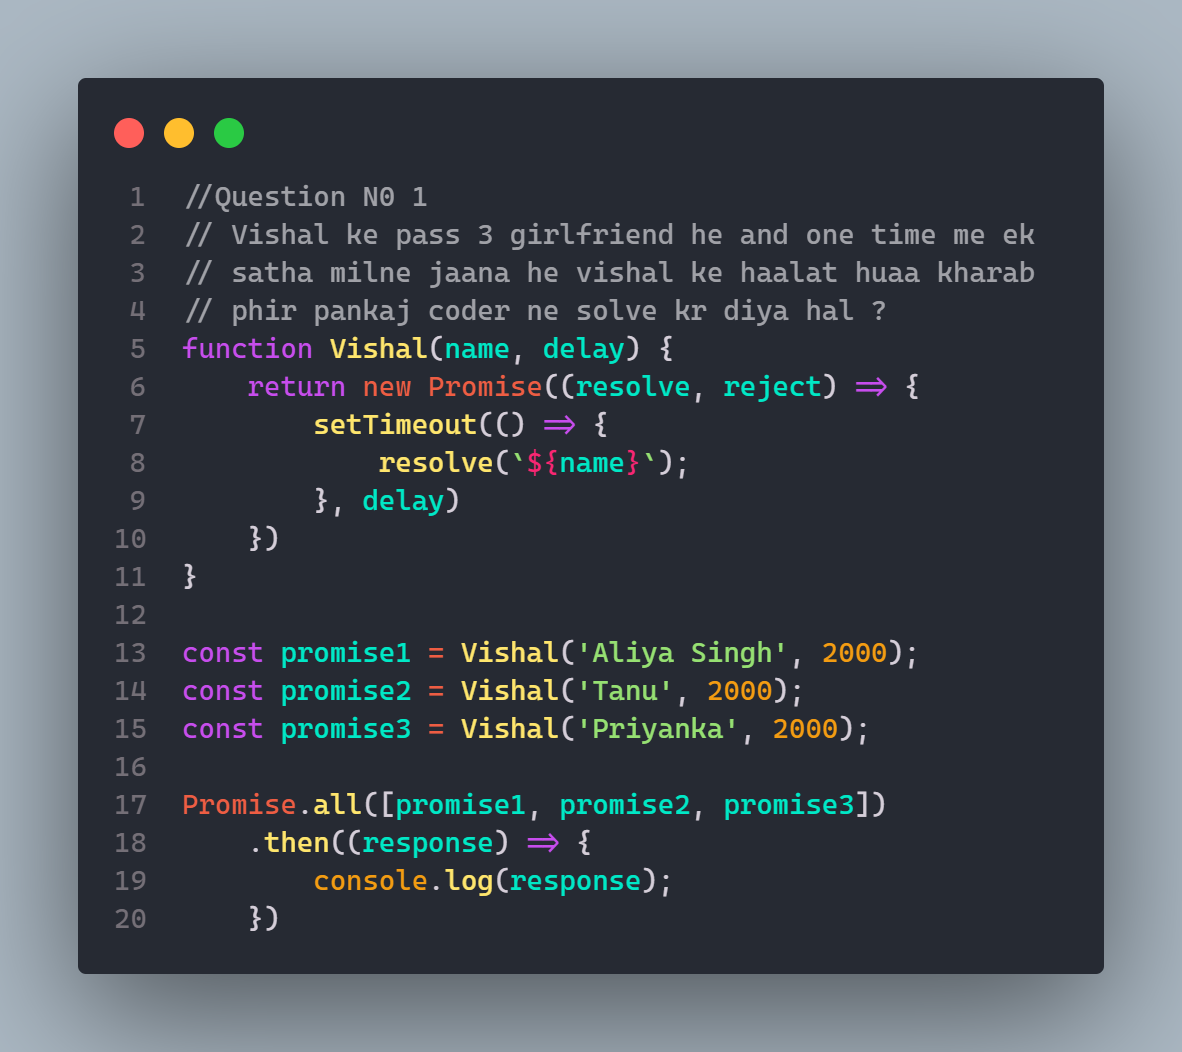 1 //Question N0 1
2 // Vishal ke pass 3 girlfriend he and one time me ek
3 // satha milne jaana he vishal ke haalat huaa kharab
4 // phir pankaj coder ne solve kr diya hal ?
5 function Vishal(name, delay) {
6     return new Promise((resolve, reject) => {
7         setTimeout(() => {
8             resolve(`${name}`);
9         }, delay)
10     })
11 }
12
13 const promise1 = Vishal('Aliya Singh', 2000);
14 const promise2 = Vishal('Tanu', 2000);
15 const promise3 = Vishal('Priyanka', 2000);
16
17 Promise.all([promise1, promise2, promise3])
18     .then((response) => {
19         console.log(response);
20     })